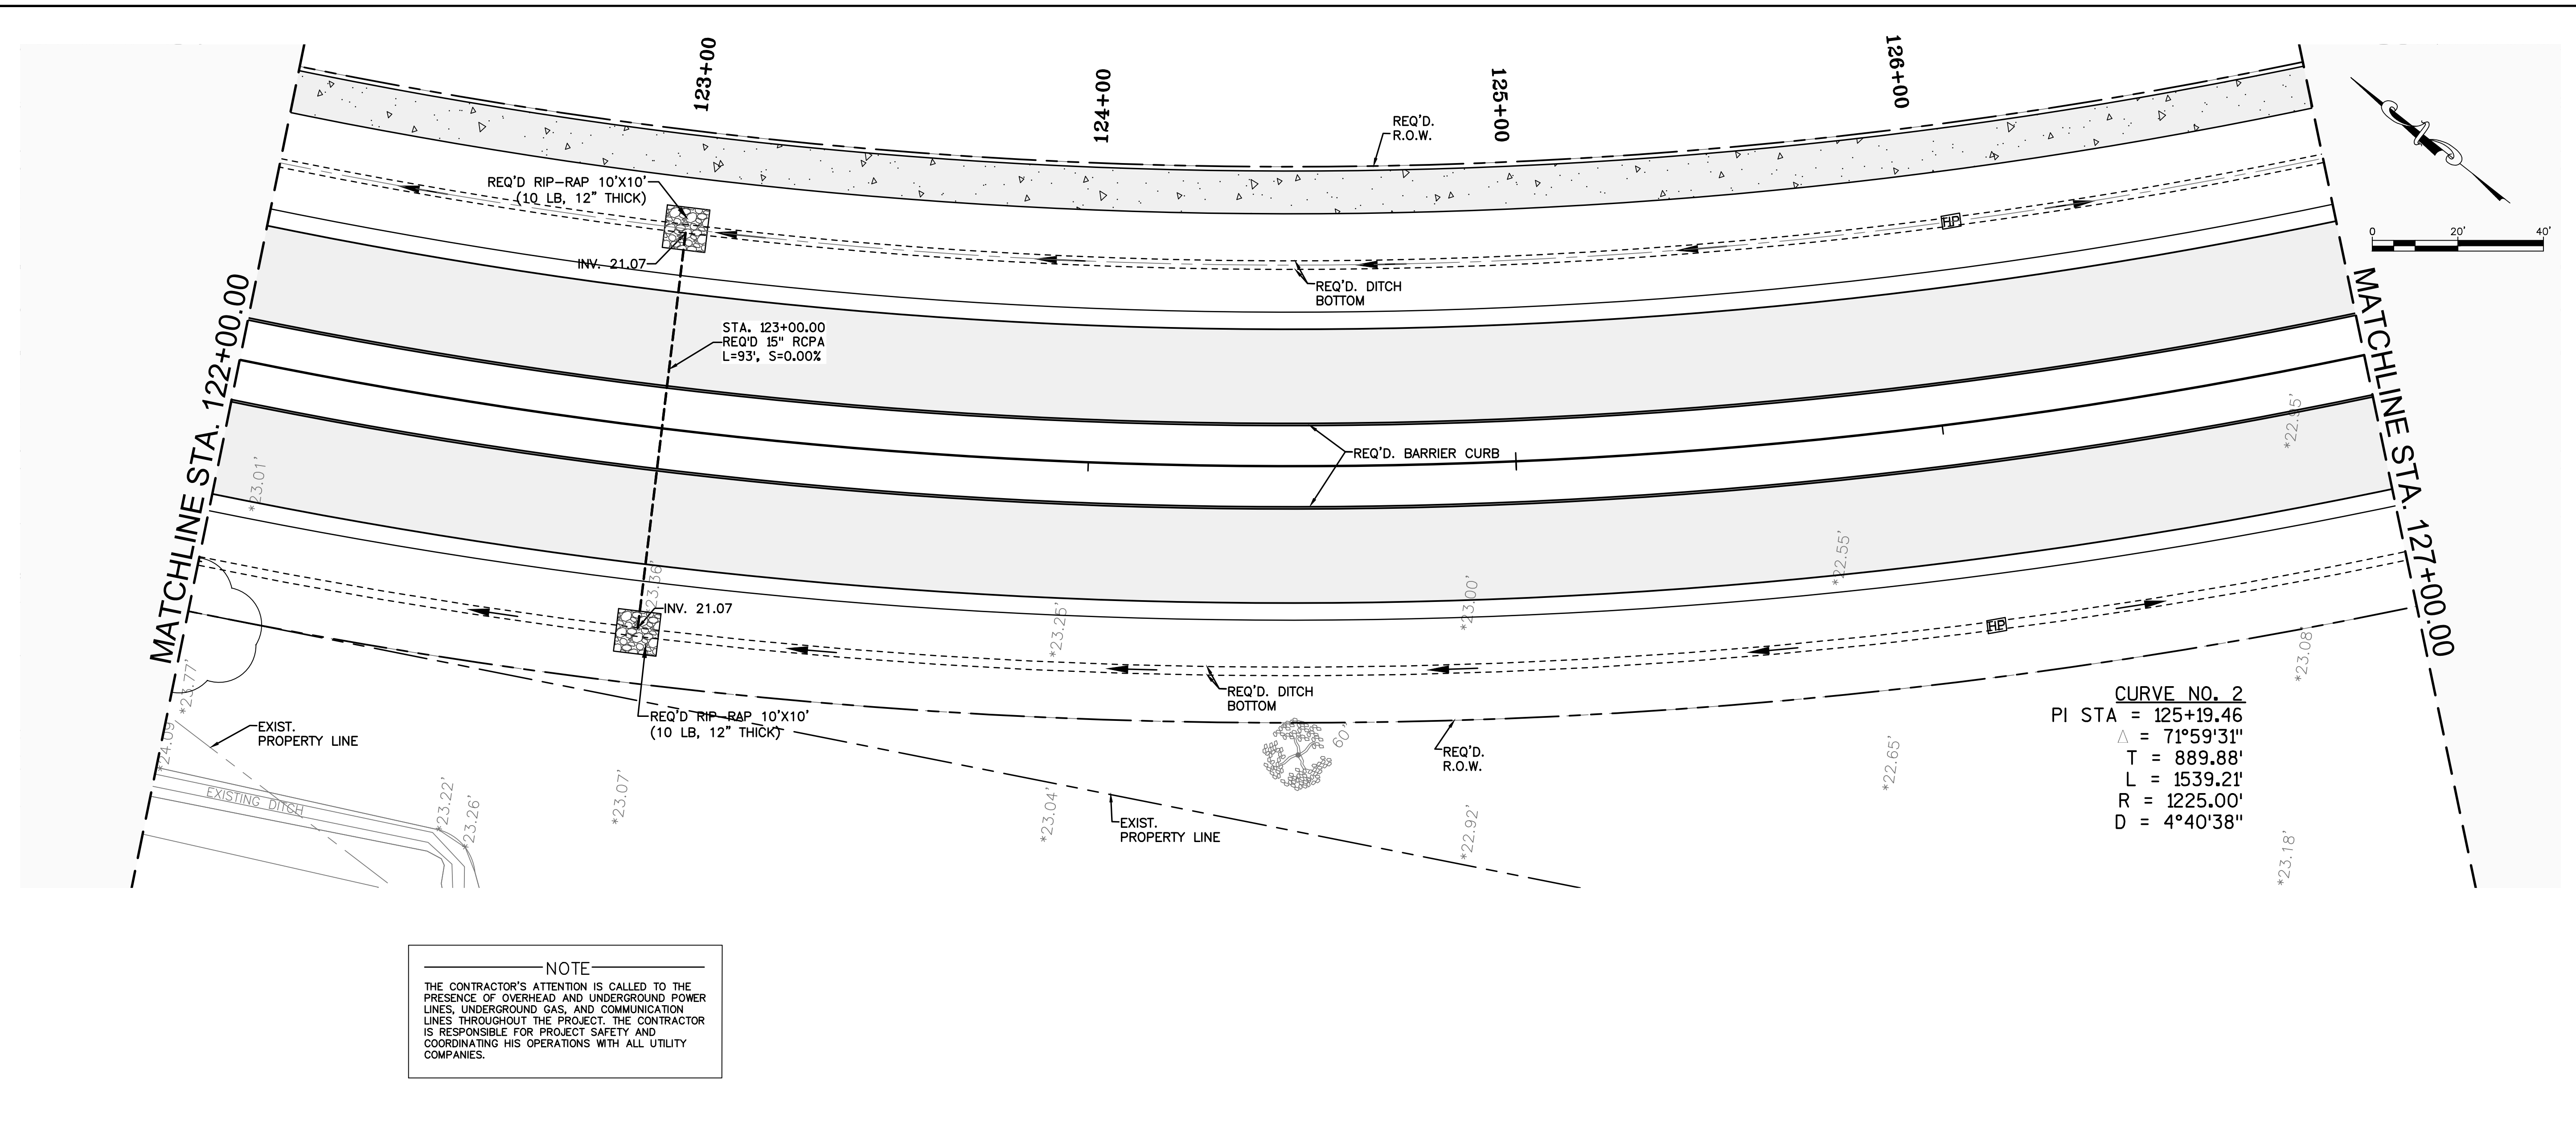 123+00
124+00
125+00
126+00
REQ'D.
R.O.W.
REQ'D RIP-RAP 10'X10'
(10 LB, 12" THICK)
INV. 21.07
HP
0 20' 40'
REQ'D. DITCH
BOTTOM
STA. 123+00.00
REQ'D 15" RCPA
L=93', S=0.00%
MATCHLINE STA. 122+00.00
MATCHLINE STA. 127+00.00
REQ'D. BARRIER CURB
*23.01'
*22.95'
*22.55'
*23.36'
*23.25'
*23.00'
INV. 21.07
HP
*23.08'
*23.77'
REQ'D. DITCH
BOTTOM
REQ'D RIP-RAP 10'X10'
(10 LB, 12" THICK)
EXIST.
PROPERTY LINE
*24.09'
60'
REQ'D.
R.O.W.
*22.65'
EXISTING DITCH
*23.22'
*23.26'
*23.07'
*23.04'
EXIST.
PROPERTY LINE
*22.92'
*23.18'
CURVE NO. 2
PI STA = 125+19.46
Δ = 71°59'31"
T = 889.88'
L = 1539.21'
R = 1225.00'
D = 4°40'38"
NOTE
THE CONTRACTOR'S ATTENTION IS CALLED TO THE
PRESENCE OF OVERHEAD AND UNDERGROUND POWER
LINES, UNDERGROUND GAS, AND COMMUNICATION
LINES THROUGHOUT THE PROJECT. THE CONTRACTOR
IS RESPONSIBLE FOR PROJECT SAFETY AND
COORDINATING HIS OPERATIONS WITH ALL UTILITY
COMPANIES.